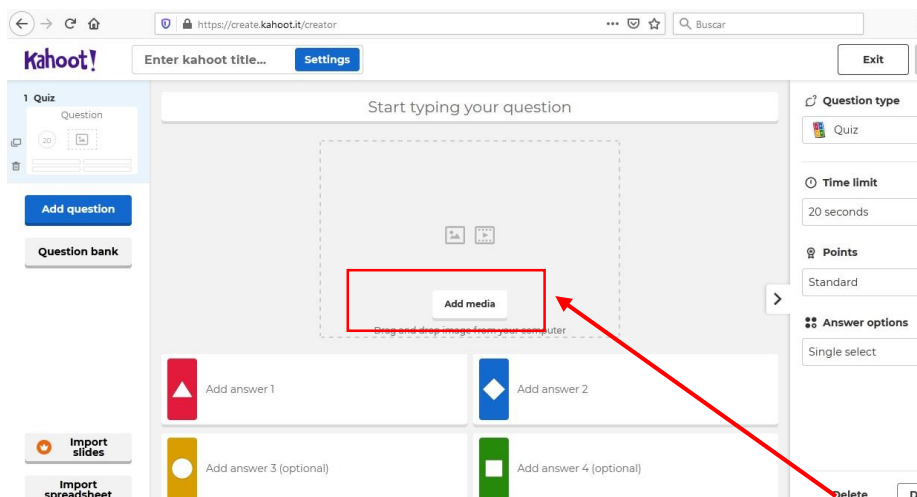 https://create.kahoot.it/creator
Buscar
Kahoot!
Enter kahoot title...
Settings
Exit
1 Quiz
Question
20
Add question
Question bank
Import
slides
Import
spreadsheet
Start typing your question
Add media
Drag and drop image from your computer
Add answer 1
Add answer 2
Add answer 3 (optional)
Add answer 4 (optional)
Question type
Quiz
Time limit
20 seconds
Points
Standard
Answer options
Single select
Delete
D